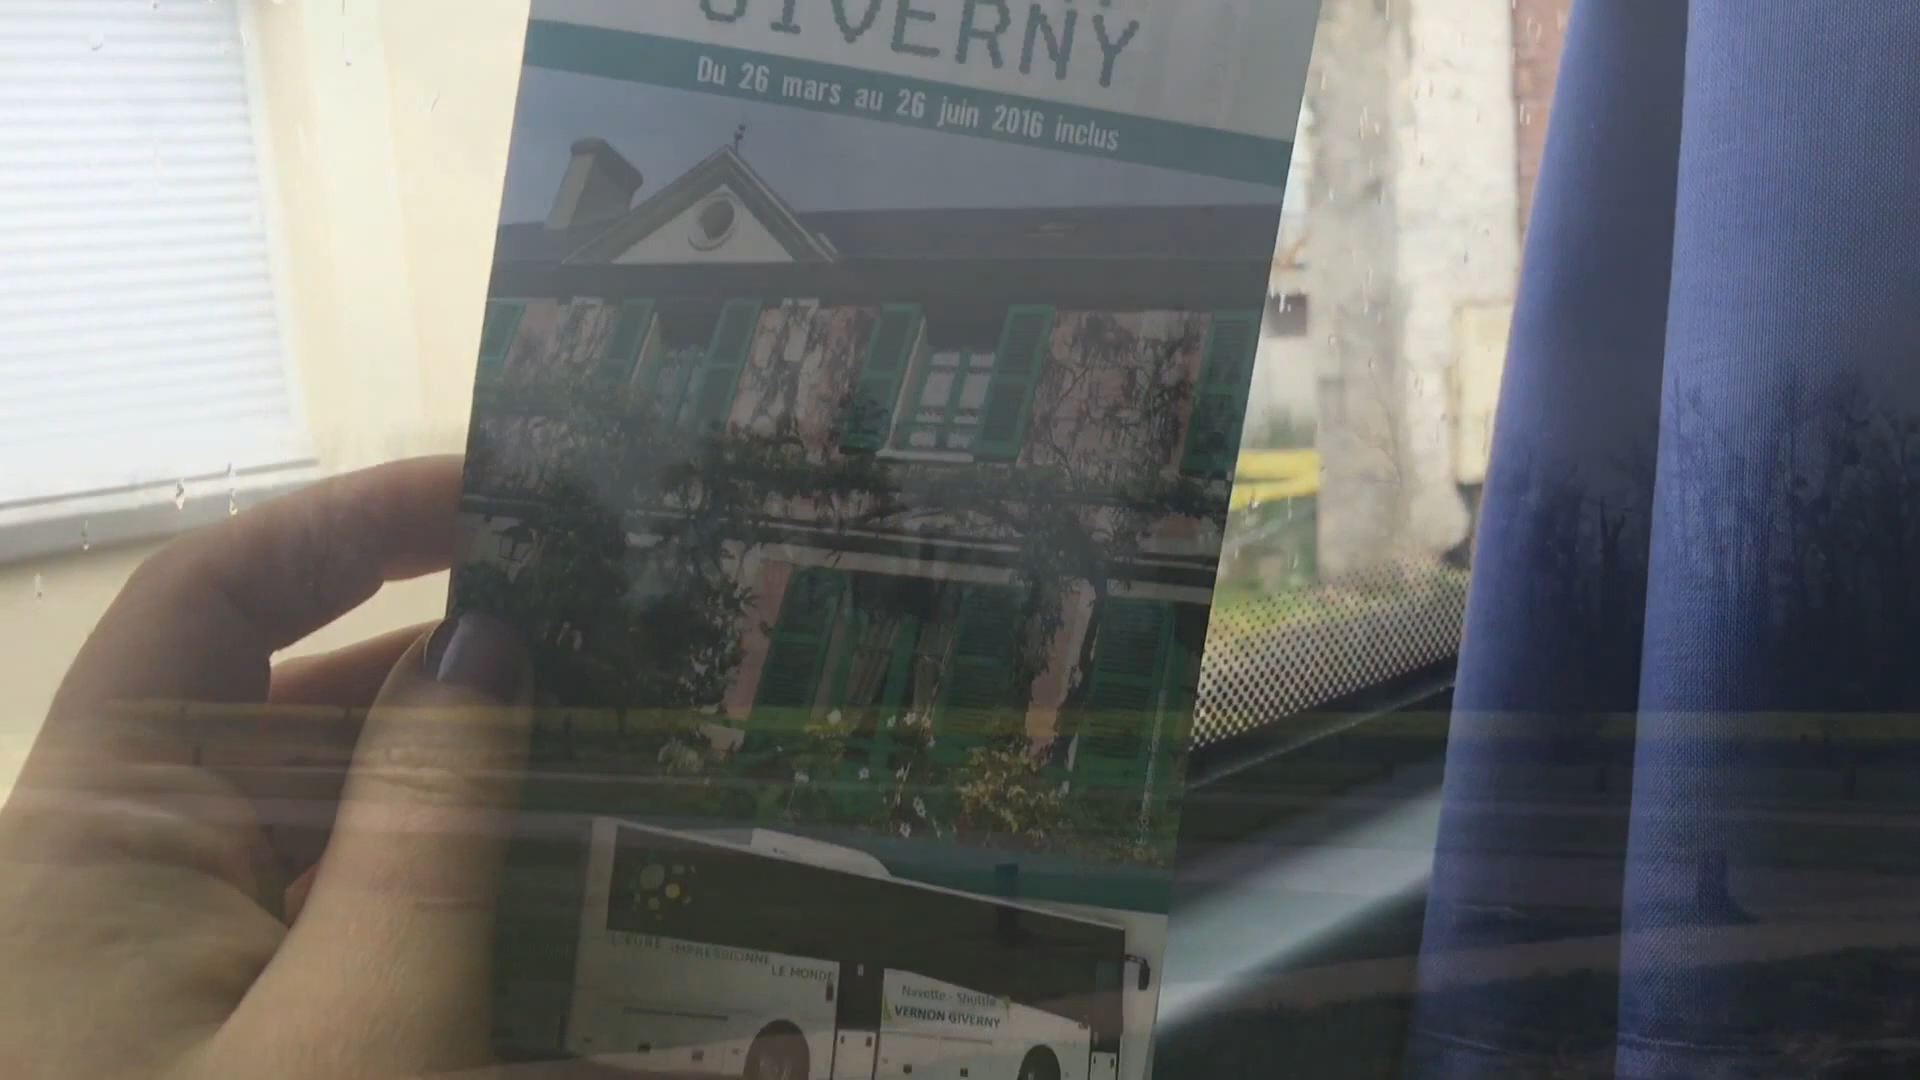 GIVERNY
Du 26 mars au 26 juin 2016 inclus
L'EURE IMPRESSIONNE
LE MONDE
Navette - Shuttle
VERNON GIVERNY